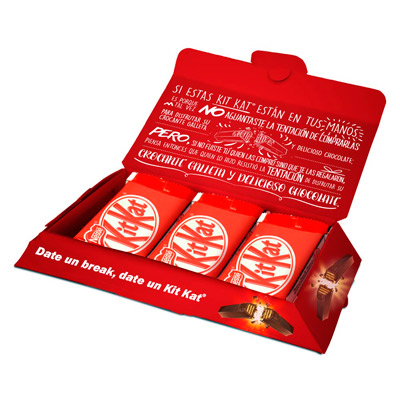 SI ESTÁS KIT KAT® ESTÁN EN TUS MANOS
ES PORQUE TAL VEZ NO AGUANTASTE LA TENTACIÓN DE COMPRARLAS
PARA DISFRUTAR SU CROCANTE GALLETA Y DELICIOSO CHOCOLATE;
PERO, SI NO FUISTE TÚ QUIEN LAS COMPRÓ SINO QUE TE LAS REGALARON,
PIENSA ENTONCES QUE QUIEN LO HIZO RESISTIÓ LA TENTACIÓN DE DISFRUTAR SU
CROCANTE GALLETA Y DELICIOSO CHOCOLATE.
KitKat
KitKat
KitKat
Date un break, date un Kit Kat®